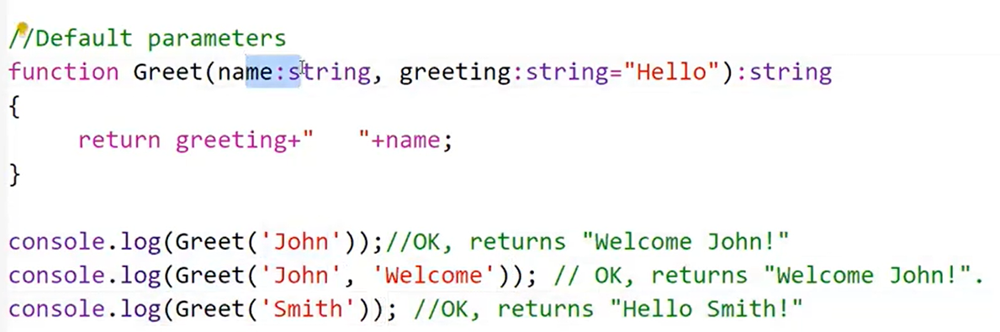 //Default parameters
function Greet(name:string, greeting:string="Hello"):string
{
     return greeting+"   "+name;
}
console.log(Greet('John'));//OK, returns "Welcome John!"
console.log(Greet('John', 'Welcome')); // OK, returns "Welcome John!".
console.log(Greet('Smith')); //OK, returns "Hello Smith!"